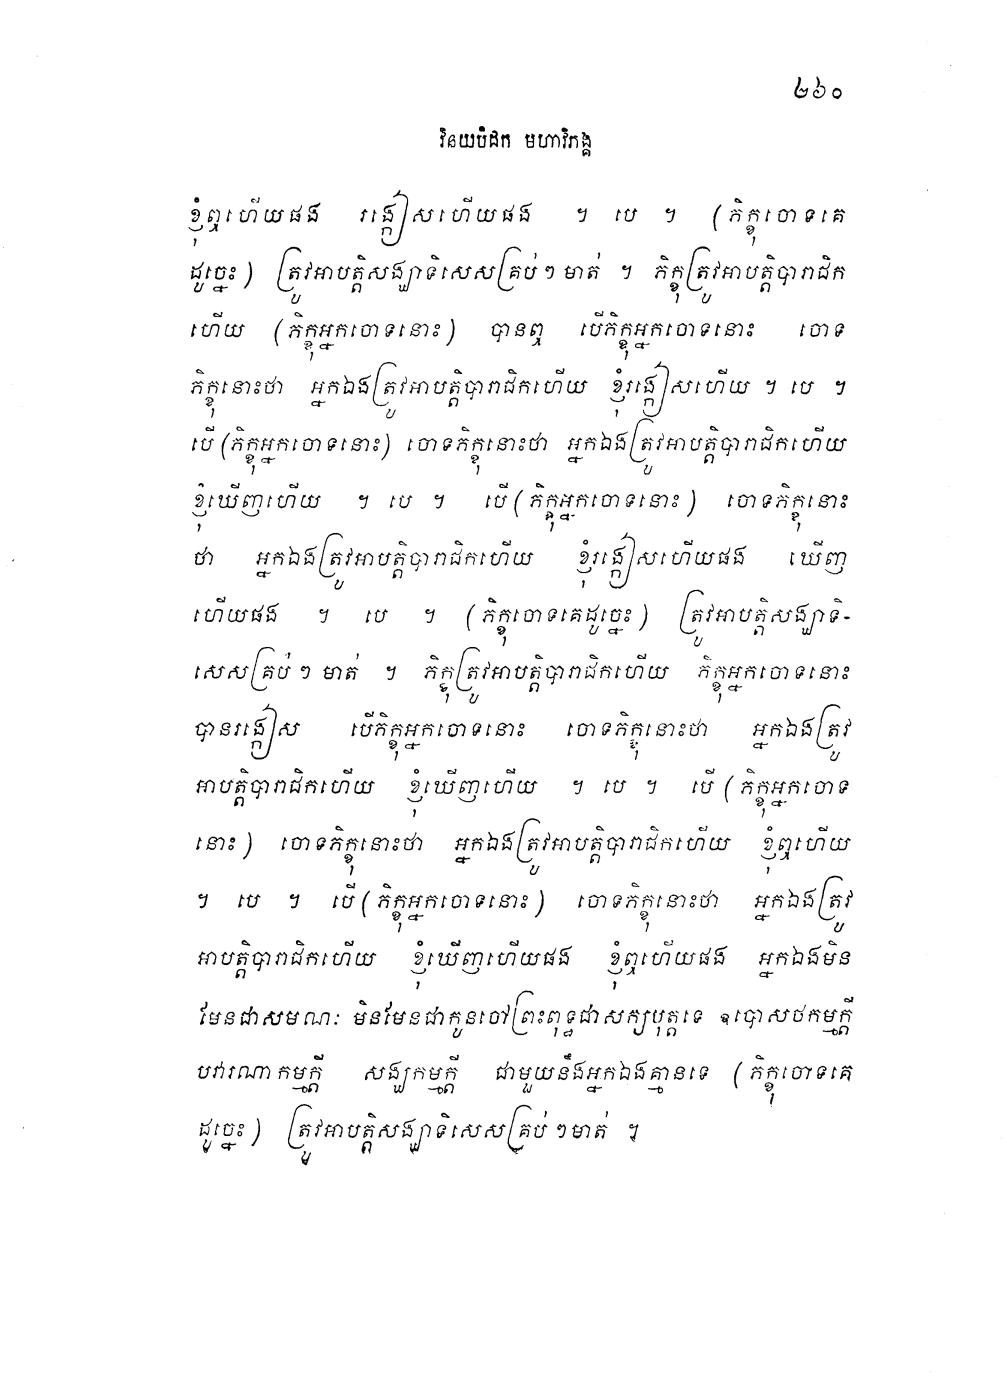 ២៦០
វិនយបិដក មហាវិភង្គ
ខ្ញុំឮហើយផង រង្កៀសហើយផង ។ បេ ។ (ភិក្ខុចោទគេ
ដូច្នេះ) ត្រូវអាបត្តិសង្ឃាទិសេសគ្រប់ៗមាត់ ។ ភិក្ខុត្រូវអាបត្តិបារាជិក
ហើយ (ភិក្ខុអ្នកចោទនោះ) បានឮ បើភិក្ខុអ្នកចោទនោះ ចោទ
ភិក្ខុនោះថា អ្នកឯងត្រូវអាបត្តិបារាជិកហើយ ខ្ញុំរង្កៀសហើយ ។ បេ ។
បើ(ភិក្ខុអ្នកចោទនោះ) ចោទភិក្ខុនោះថា អ្នកឯងត្រូវអាបត្តិបារាជិកហើយ
ខ្ញុំឃើញហើយ ។ បេ ។ បើ(ភិក្ខុអ្នកចោទនោះ) ចោទភិក្ខុនោះ
ថា អ្នកឯងត្រូវអាបត្តិបារាជិកហើយ ខ្ញុំរង្កៀសហើយផង ឃើញ
ហើយផង ។ បេ ។ (ភិក្ខុចោទគេដូច្នេះ) ត្រូវអាបត្តិសង្ឃាទិ-
សេសគ្រប់ៗមាត់ ។ ភិក្ខុត្រូវអាបត្តិបារាជិកហើយ ភិក្ខុអ្នកចោទនោះ
បានរង្កៀស បើភិក្ខុអ្នកចោទនោះ ចោទភិក្ខុនោះថា អ្នកឯងត្រូវ
អាបត្តិបារាជិកហើយ ខ្ញុំឃើញហើយ ។ បេ ។ បើ (ភិក្ខុអ្នកចោទ
នោះ) ចោទភិក្ខុនោះថា អ្នកឯងត្រូវអាបត្តិបារាជិកហើយ ខ្ញុំឮហើយ
។ បេ ។ បើ(ភិក្ខុអ្នកចោទនោះ) ចោទភិក្ខុនោះថា អ្នកឯងត្រូវ
អាបត្តិបារាជិកហើយ ខ្ញុំឃើញហើយផង ខ្ញុំឮហើយផង អ្នកឯងមិន
មែនជាសមណៈ មិនមែនជាកូនចៅព្រះពុទ្ធជាសក្យបុត្តទេ ឧបោសថកម្មក្តី
បវារណាកម្មក្តី សង្ឃកម្មក្តី ជាមួយនឹងអ្នកឯងគ្មានទេ (ភិក្ខុចោទគេ
ដូច្នេះ) ត្រូវអាបត្តិសង្ឃាទិសេសគ្រប់ៗមាត់ ។